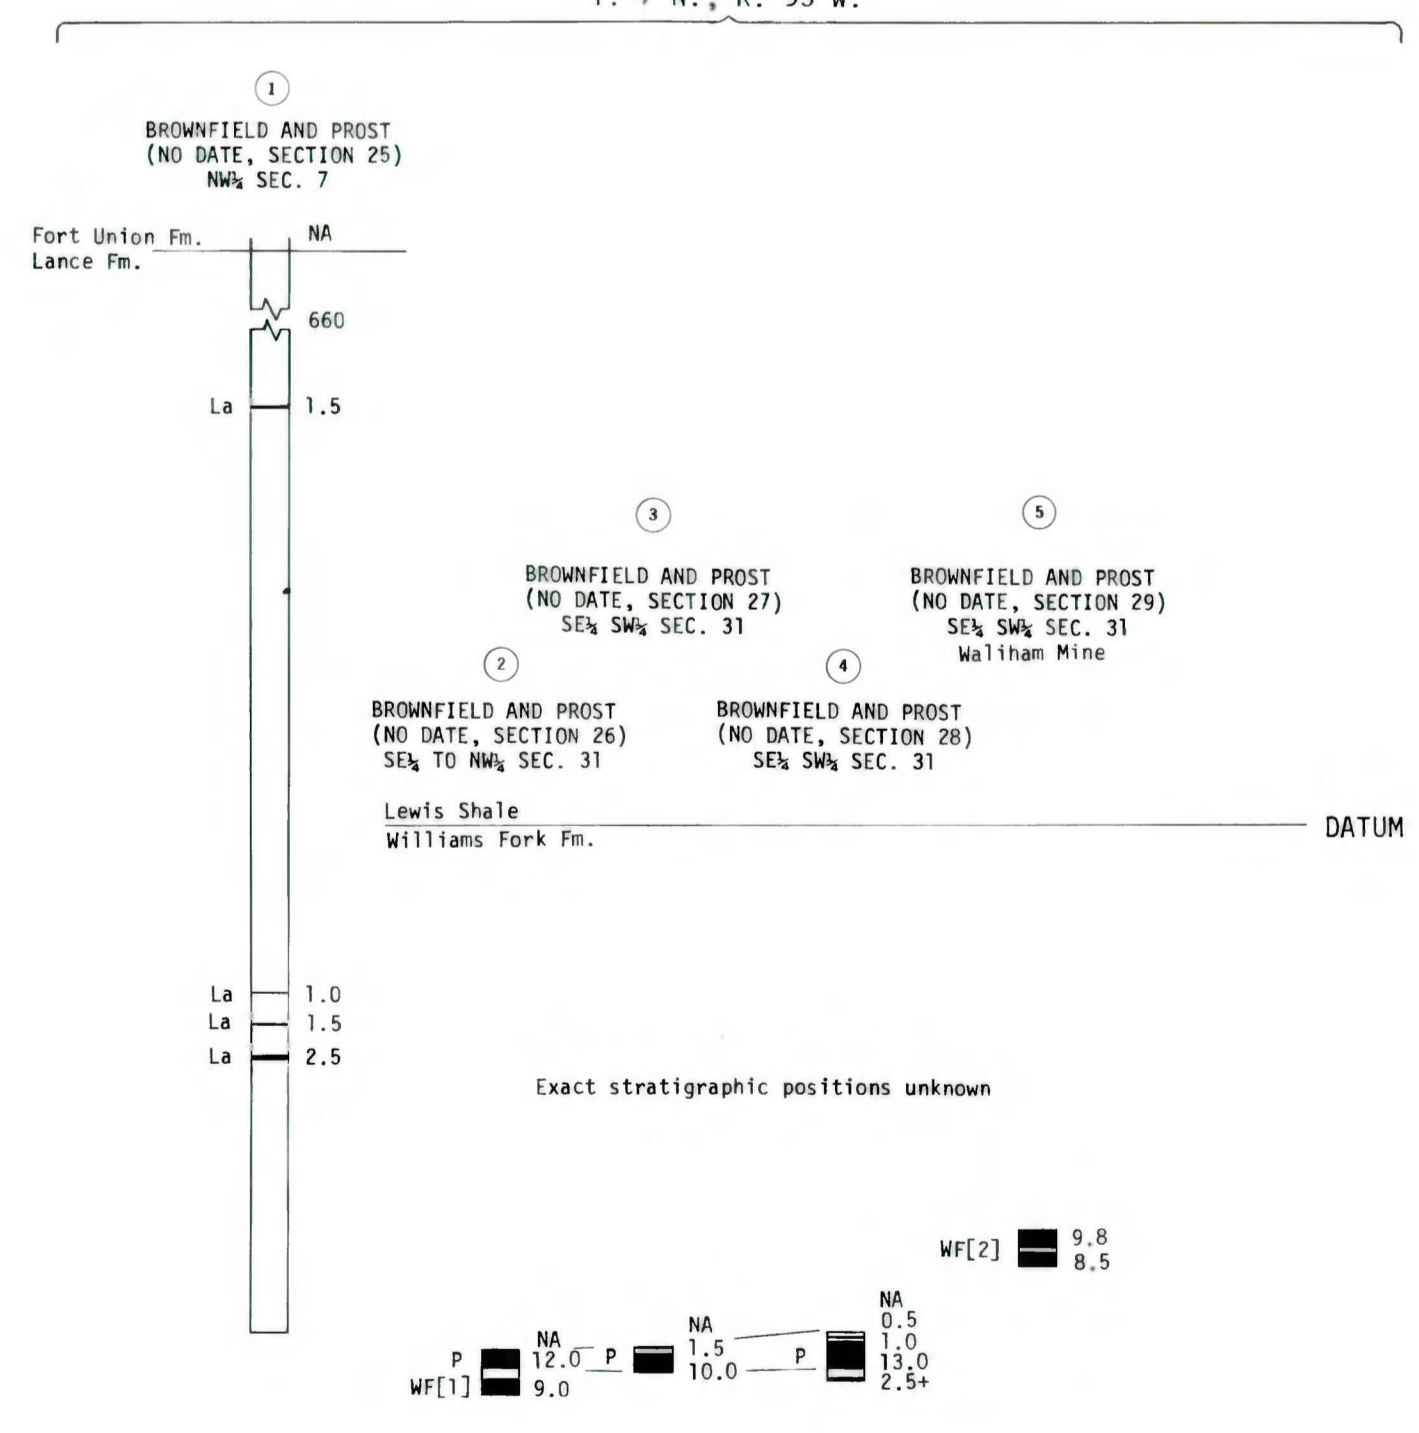 N., R. W.
1
BROWNFIELD AND PROST
(NO DATE, SECTION 25)
NW¼ SEC. 7
Fort Union Fm.
NA
Lance Fm.
660
La 1.5
3
BROWNFIELD AND PROST
(NO DATE, SECTION 27)
SE¼ SW¼ SEC. 31
5
BROWNFIELD AND PROST
(NO DATE, SECTION 29)
SE¼ SW¼ SEC. 31
Waliham Mine
2
BROWNFIELD AND PROST
(NO DATE, SECTION 26)
SE¼ TO NW¼ SEC. 31
4
BROWNFIELD AND PROST
(NO DATE, SECTION 28)
SE¼ SW¼ SEC. 31
Lewis Shale
Williams Fork Fm.
DATUM
La 1.0
La 1.5
La 2.5
Exact stratigraphic positions unknown
WF[2] 9.8
8.5
NA
P 12.0
WF[1] 9.0
NA
1.5
P 10.0
NA
0.5
1.0
P 13.0
2.5+